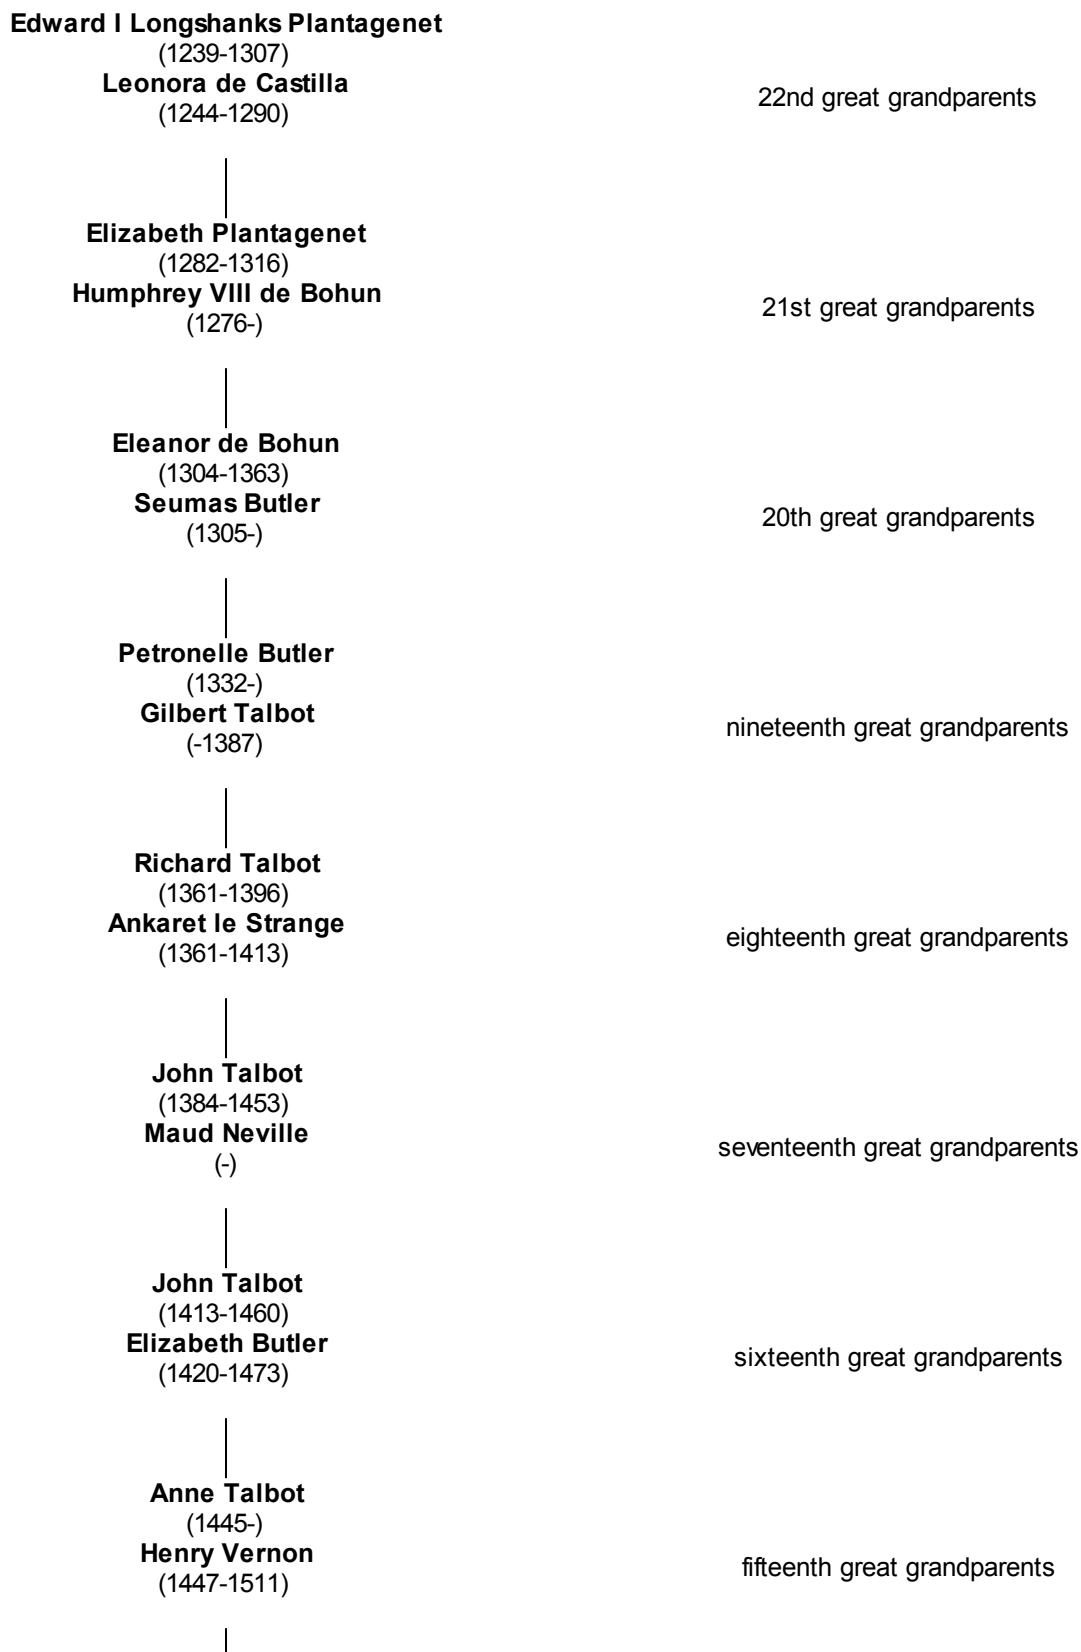 Edward I Longshanks Plantagenet
(1239-1307)
Leonora de Castilla
(1244-1290)
22nd great grandparents
Elizabeth Plantagenet
(1282-1316)
Humphrey VIII de Bohun
(1276-)
21st great grandparents
Eleanor de Bohun
(1304-1363)
Seumas Butler
(1305-)
20th great grandparents
Petronelle Butler
(1332-)
Gilbert Talbot
(-1387)
nineteenth great grandparents
Richard Talbot
(1361-1396)
Ankaret le Strange
(1361-1413)
eighteenth great grandparents
John Talbot
(1384-1453)
Maud Neville
(-)
seventeenth great grandparents
John Talbot
(1413-1460)
Elizabeth Butler
(1420-1473)
sixteenth great grandparents
Anne Talbot
(1445-)
Henry Vernon
(1447-1511)
fifteenth great grandparents